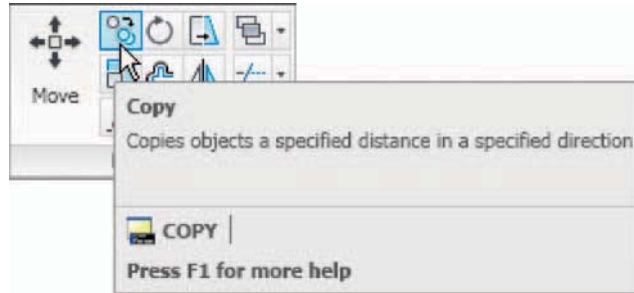 Move
Copy
Copies objects a specified distance in a specified direction
COPY
Press F1 for more help